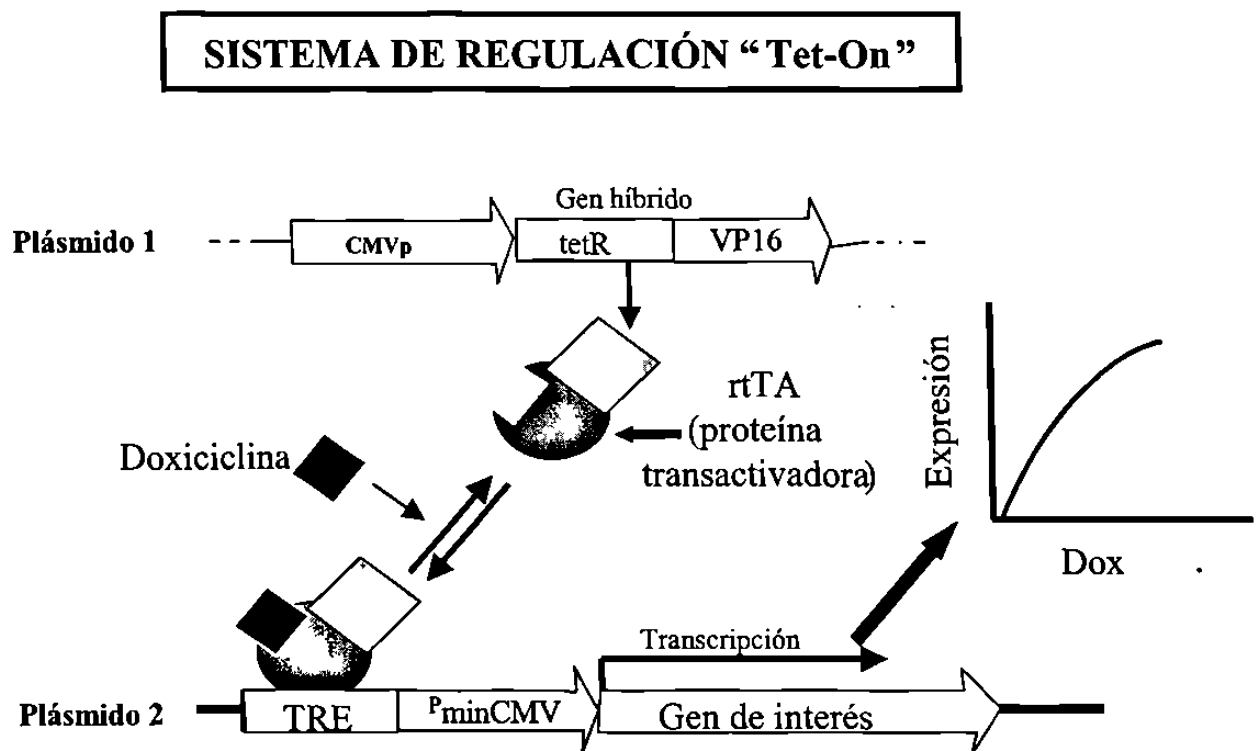 SISTEMA DE REGULACIÓN “ Tet-On ”
Gen híbrido
Plásmido 1
CMVp
tetR
VP16
rtTA
(proteína
transactivadora)
Doxiciclina
Expresión
Dox
Transcripción
Plásmido 2
TRE
PminCMV
Gen de interés